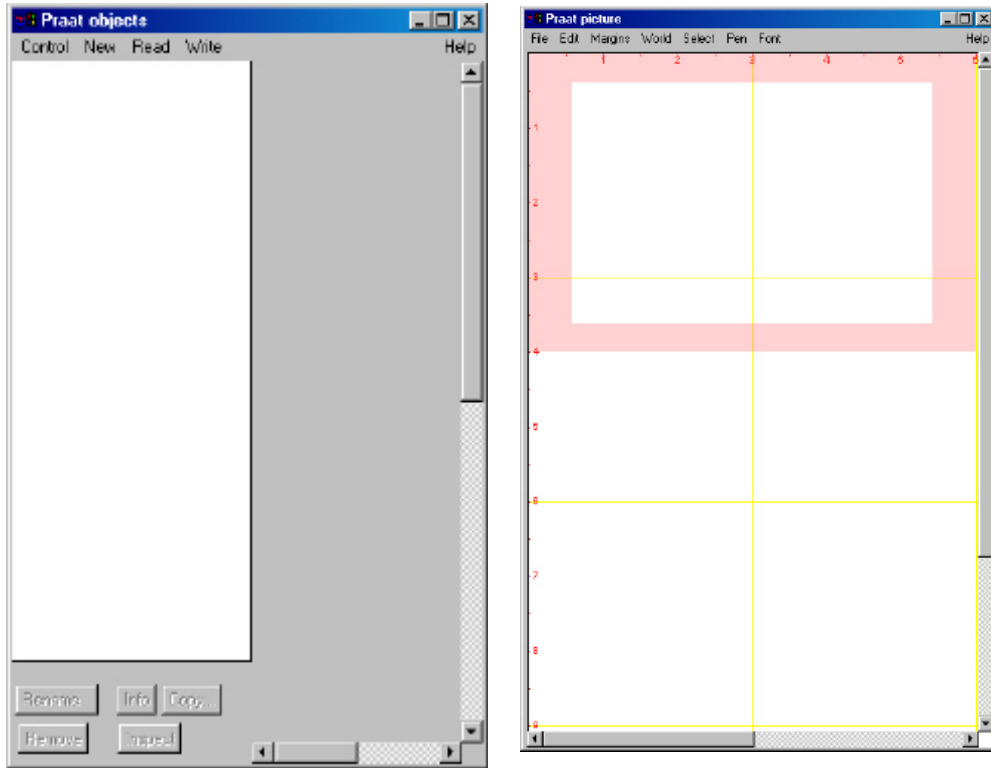 Praat objects
Control New Read Write Help
Rename... Info Copy...
Remove Inspect
Praat picture
File Edit Margins World Select Pen Font Help
1 2 3 4 5 6
1
2
3
4
5
6
7
8
9